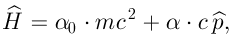 Ĥ = α₀ · mc² + α · c p̂,